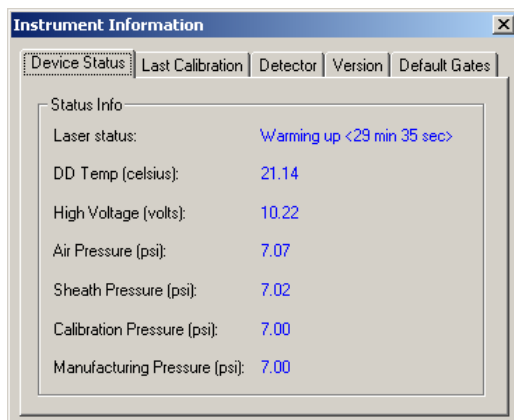 Instrument Information
Device Status Last Calibration Detector Version Default Gates
Status Info
Laser status: Warming up <29 min 35 sec>
DD Temp (celsius): 21.14
High Voltage (volts): 10.22
Air Pressure (psi): 7.07
Sheath Pressure (psi): 7.02
Calibration Pressure (psi): 7.00
Manufacturing Pressure (psi): 7.00